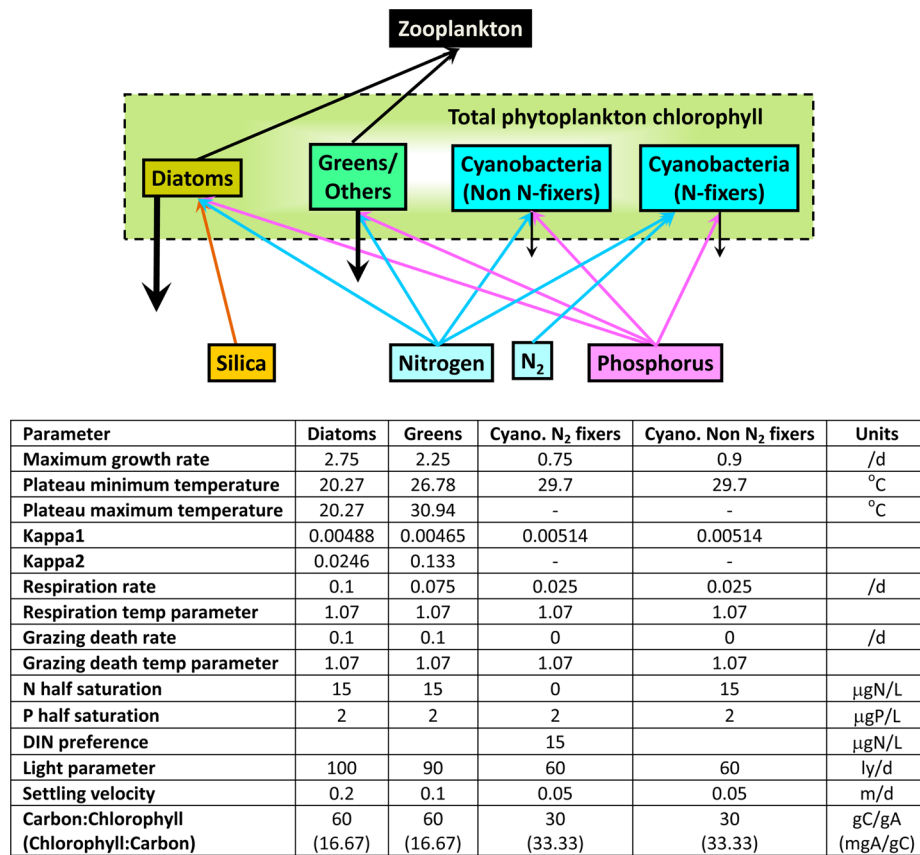 Zooplankton
Total phytoplankton chlorophyll
Diatoms
Greens/
Others
Cyanobacteria
(Non N-fixers)
Cyanobacteria
(N-fixers)
Silica
Nitrogen
N2
Phosphorus
Parameter Diatoms Greens Cyano. N2 fixers Cyano. Non N2 fixers Units
Maximum growth rate 2.75 2.25 0.75 0.9 /d
Plateau minimum temperature 20.27 26.78 29.7 29.7 °C
Plateau maximum temperature 20.27 30.94 - - °C
Kappa1 0.00488 0.00465 0.00514 0.00514
Kappa2 0.0246 0.133 - -
Respiration rate 0.1 0.075 0.025 0.025 /d
Respiration temp parameter 1.07 1.07 1.07 1.07
Grazing death rate 0.1 0.1 0 0 /d
Grazing death temp parameter 1.07 1.07 1.07 1.07
N half saturation 15 15 0 15 μgN/L
P half saturation 2 2 2 2 μgP/L
DIN preference 15 μgN/L
Light parameter 100 90 60 60 ly/d
Settling velocity 0.2 0.1 0.05 0.05 m/d
Carbon:Chlorophyll 60 60 30 30 gC/gA
(Chlorophyll:Carbon) (16.67) (16.67) (33.33) (33.33) (mgA/gC)